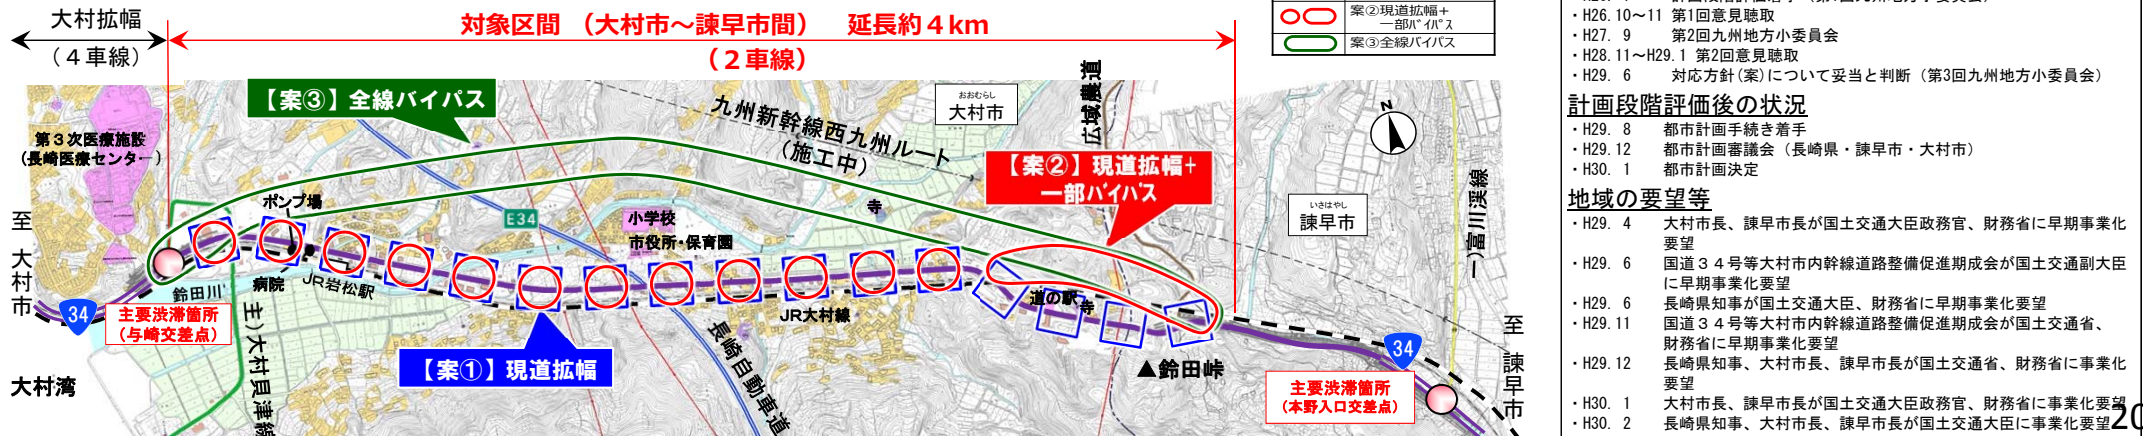 大村拡幅
（４車線）
対象区間　（大村市～諫早市間）　延長約４km
（２車線）
案②現道拡幅＋
一部ﾊﾞｲﾊﾟｽ
案③全線バイパス
【案③】全線バイパス
第３次医療施設
（長崎医療センター）
九州新幹線西九州ルート
（施工中）
おおむらし
大村市
広域農道
N
【案②】現道拡幅＋
一部ﾊﾞｲﾊﾟｽ
いさはやし
諫早市
一）富川渓線
至 大村市
ポンプ場
E34
小学校
市役所・保育園
寺
鈴田川
病院
JR岩松駅
34
主要渋滞箇所
（与崎交差点）
主）大村貝津線
【案①】現道拡幅
長崎自動車道
JR大村線
道の駅
寺
▲鈴田峠
34
至 諫早市
主要渋滞箇所
（本野入口交差点）
大村湾
・H26.10～11 第1回意見聴取
・H27. 9　第2回九州地方小委員会
・H28.11～H29.1 第2回意見聴取
・H29. 6　対応方針(案)について妥当と判断（第3回九州地方小委員会）
計画段階評価後の状況
・H29. 8　都市計画手続き着手
・H29.12　都市計画審議会（長崎県・諫早市・大村市）
・H30. 1　都市計画決定
地域の要望等
・H29. 4　大村市長、諫早市長が国土交通大臣政務官、財務省に早期事業化
要望
・H29. 6　国道３４号等大村市内幹線道路整備促進期成会が国土交通副大臣
に早期事業化要望
・H29. 6　長崎県知事が国土交通大臣、財務省に早期事業化要望
・H29.11　国道３４号等大村市内幹線道路整備促進期成会が国土交通省、
財務省に早期事業化要望
・H29.12　長崎県知事、大村市長、諫早市長が国土交通省、財務省に事業化
要望
・H30. 1　大村市長、諫早市長が国土交通大臣政務官、財務省に事業化要望
・H30. 2　長崎県知事、大村市長、諫早市長が国土交通大臣に事業化要望
20